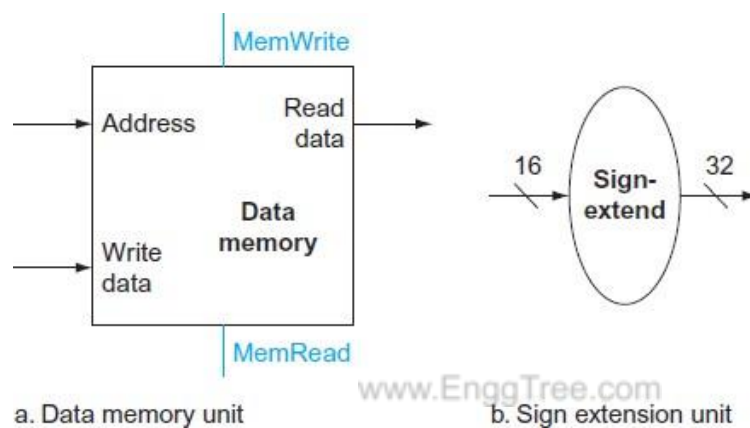 MemWrite
Address
Read
data
Data
memory
Write
data
MemRead
16
Sign-
extend
32
www.EnggTree.com
a. Data memory unit
b. Sign extension unit